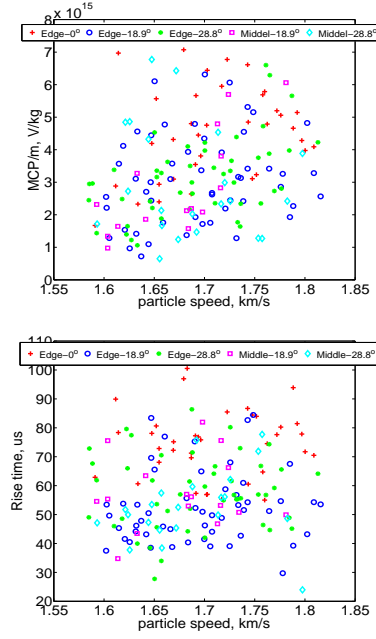 x 10^15
8
7
6
5
4
3
2
1
0
MCP/m, V/kg
Edge-0^o Edge-18.9^o Edge-28.8^o Middel-18.9^o Middel-28.8^o
1.55 1.6 1.65 1.7 1.75 1.8 1.85
particle speed, km/s
110
100
90
80
70
60
50
40
30
20
Rise time, us
Edge-0^o Edge-18.9^o Edge-28.8^o Middle-18.9^o Middle-28.8^o
1.55 1.6 1.65 1.7 1.75 1.8 1.85
particle speed, km/s